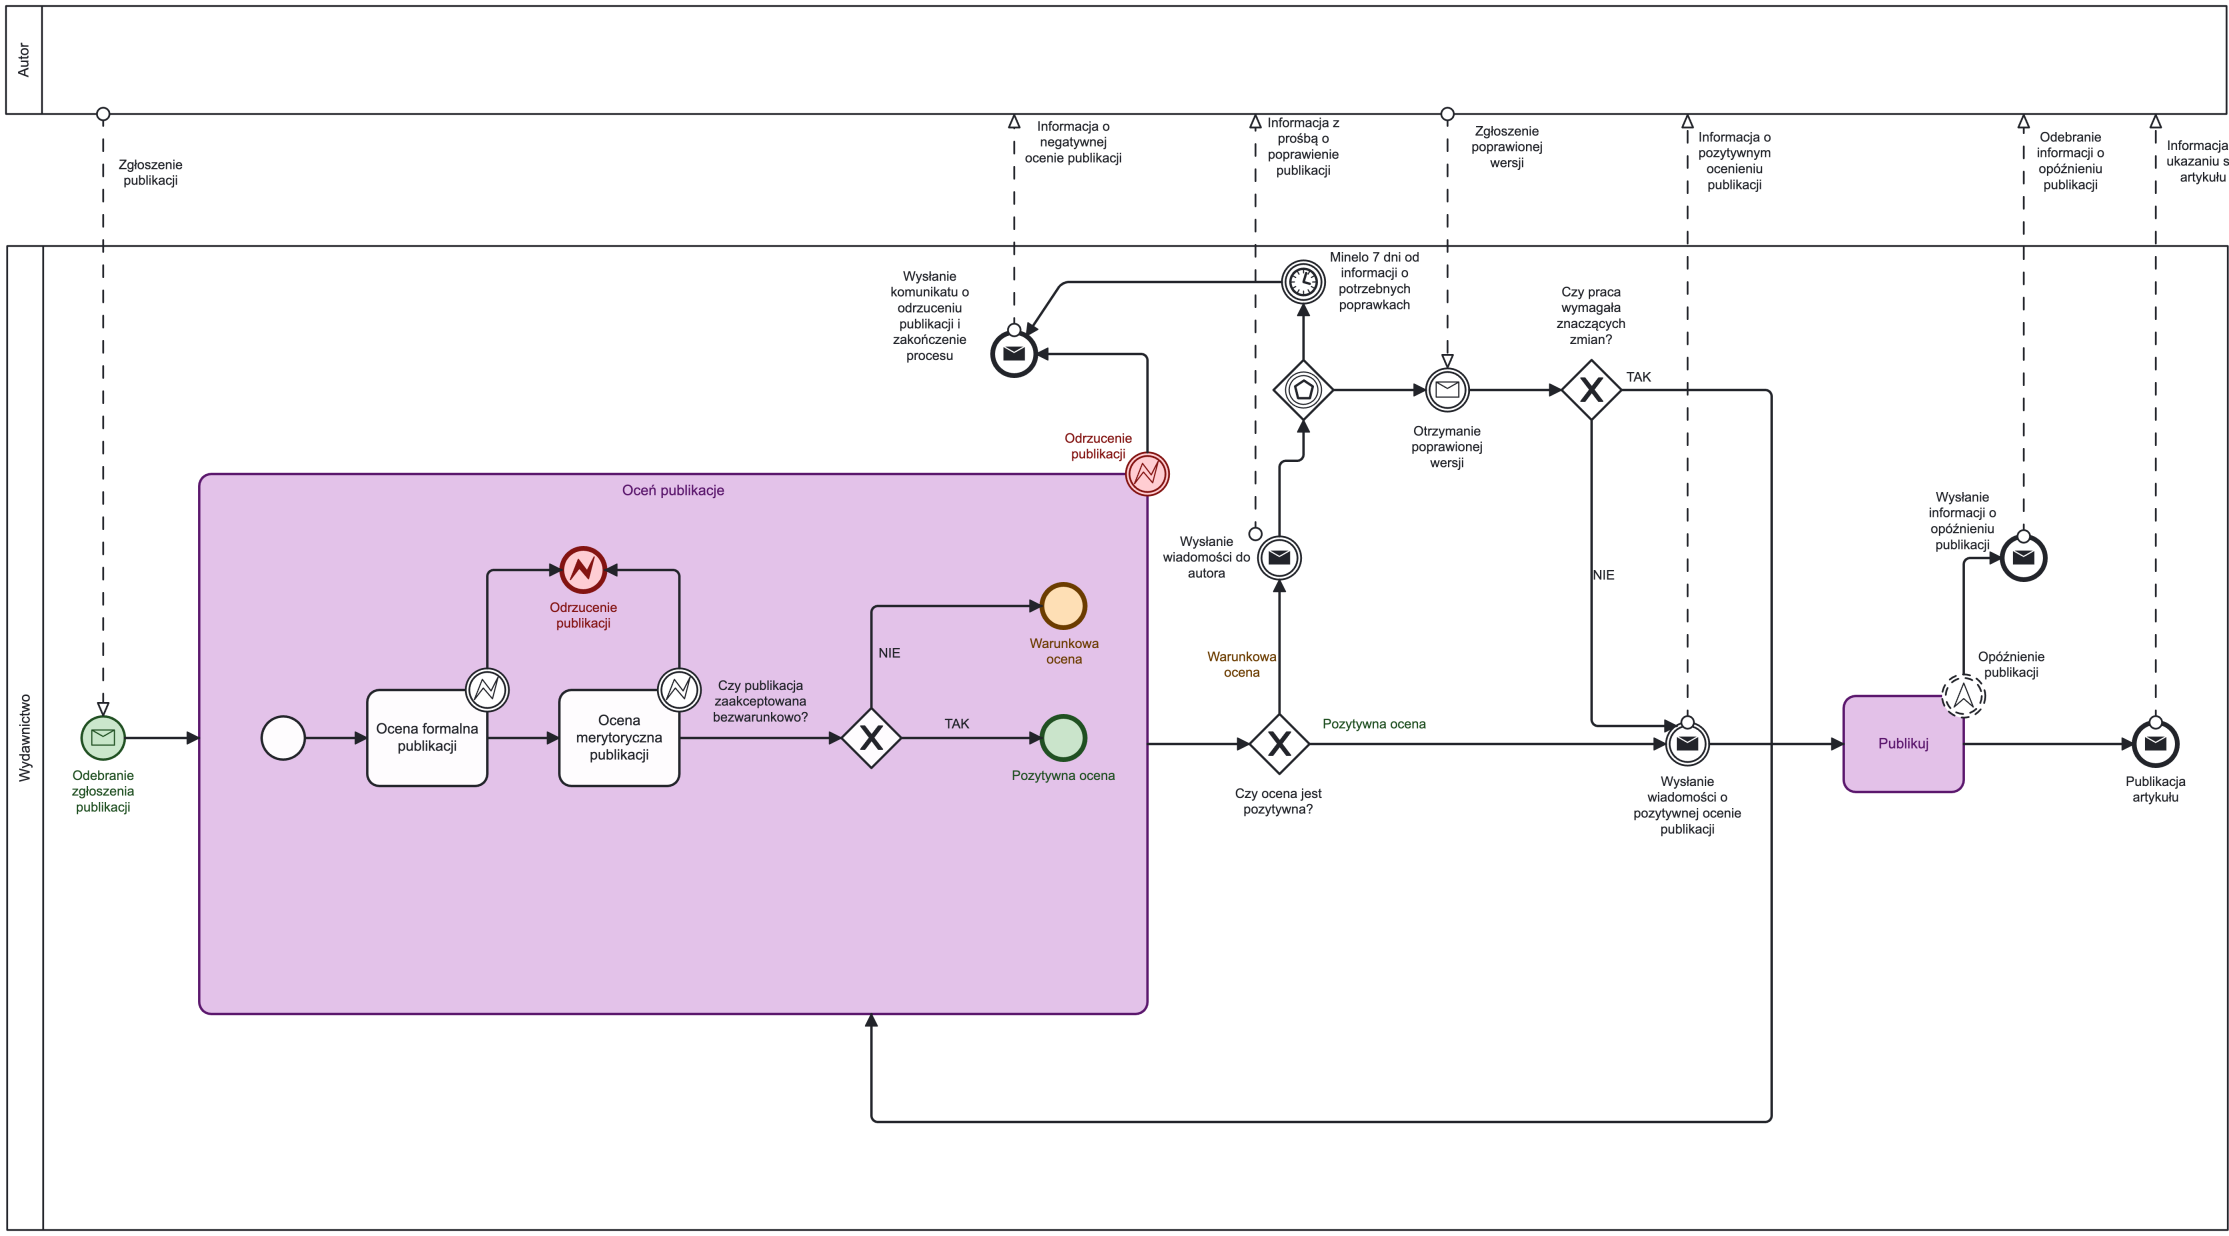 Autor
Zgłoszenie
publikacji
Informacja o
negatywnej
ocenie publikacji
Informacja z
prośbą o
poprawienie
publikacji
Zgłoszenie
poprawionej
wersji
Informacja o
pozytywnym
ocenieniu
publikacji
Odebranie
informacji o
opóźnieniu
publikacji
Informacja
ukazaniu s
artykułu
Wydawnictwo
Wysłanie
komunikatu o
odrzuceniu
publikacji i
zakończenie
procesu
Minelo 7 dni od
informacji o
potrzebnych
poprawkach
Czy praca
wymagała
znaczących
zmian?
TAK
Otrzymanie
poprawionej
wersji
Odrzucenie
publikacji
Oceń publikacje
Wysłanie
wiadomości do
autora
NIE
Wysłanie
informacji o
opóźnieniu
publikacji
Odrzucenie
publikacji
Warunkowa
ocena
NIE
Warunkowa
ocena
Opóźnienie
publikacji
Czy publikacja
zaakceptowana
bezwarunkowo?
Ocena formalna
publikacji
Ocena
merytoryczna
publikacji
TAK
Pozytywna ocena
Pozytywna ocena
Publikuj
Odebranie
zgłoszenia
publikacji
Czy ocena jest
pozytywna?
Wysłanie
wiadomości o
pozytywnej ocenie
publikacji
Publikacja
artykułu